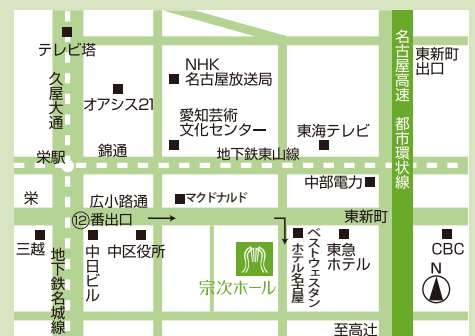 テレビ塔
久屋大通
オアシス21
NHK
名古屋放送局
愛知芸術
文化センター
東海テレビ
名古屋高速 都市環状線
東新町
出口
栄駅
錦通
地下鉄東山線
中部電力
栄
広小路通
マクドナルド
⑫番出口
東新町
三越
地下鉄名城線
中日ビル
中区役所
宗次ホール
ベストウェスタン
ホテル名古屋
東急
ホテル
CBC
N
至高辻